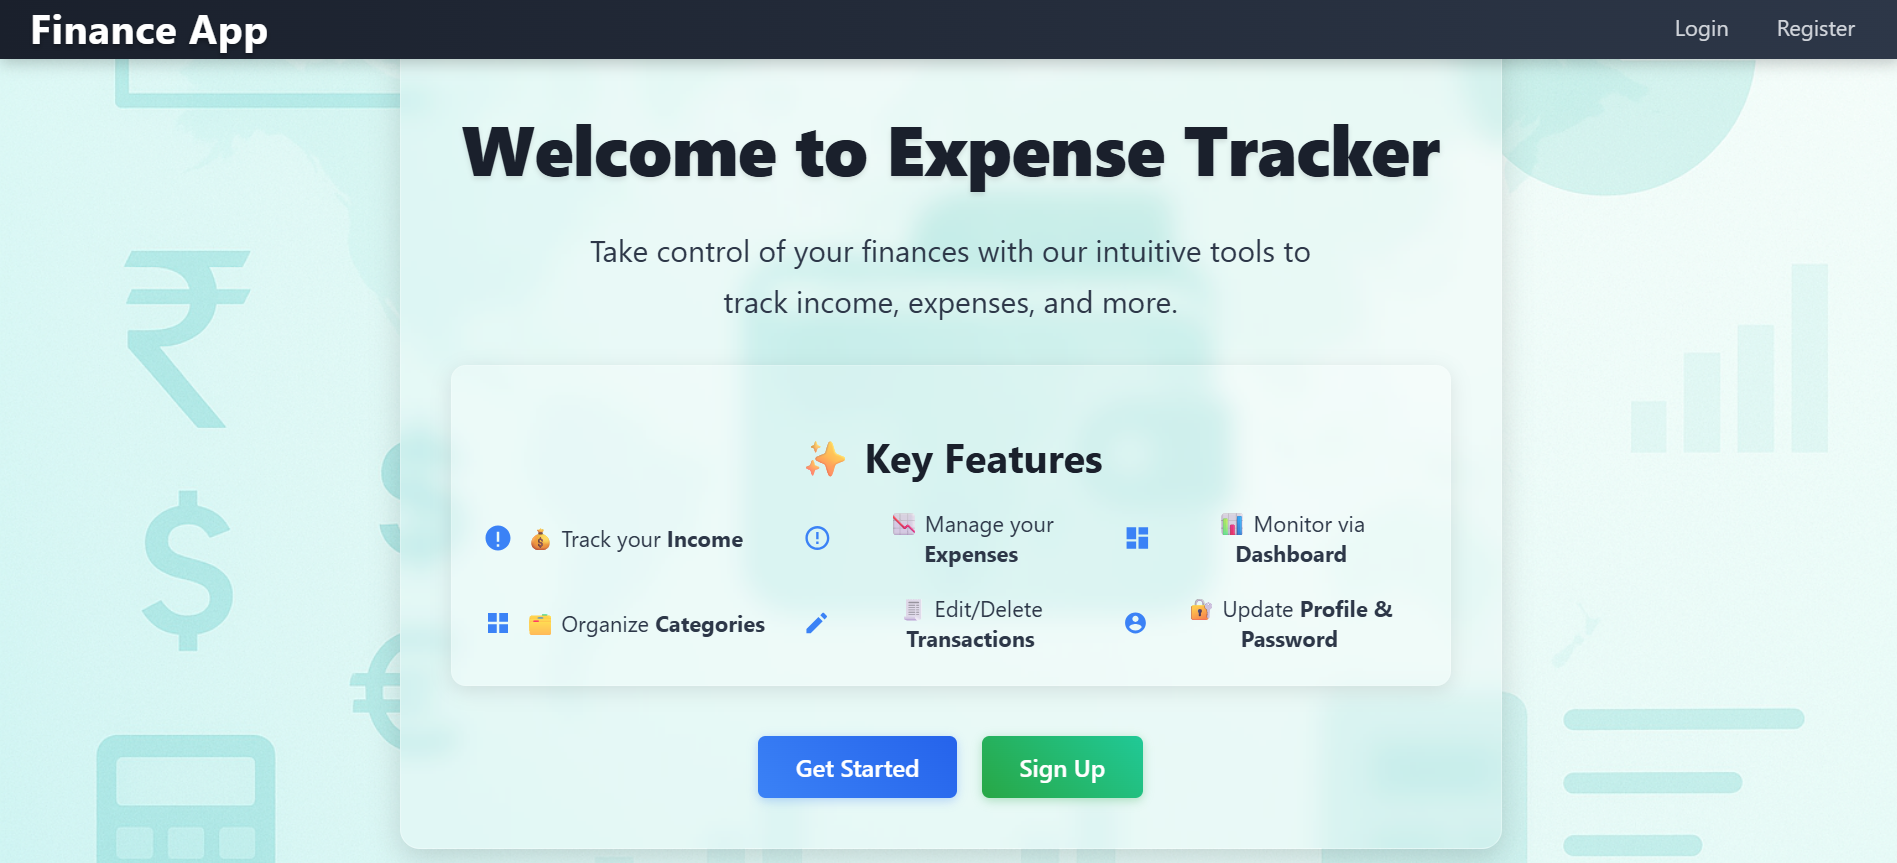 Finance App
Login
Register
Welcome to Expense Tracker
Take control of your finances with our intuitive tools to
track income, expenses, and more.
✨ Key Features
💰 Track your Income
📉 Manage your
Expenses
📊 Monitor via
Dashboard
🗂️ Organize Categories
🧾 Edit/Delete
Transactions
🔐 Update Profile &
Password
Get Started
Sign Up